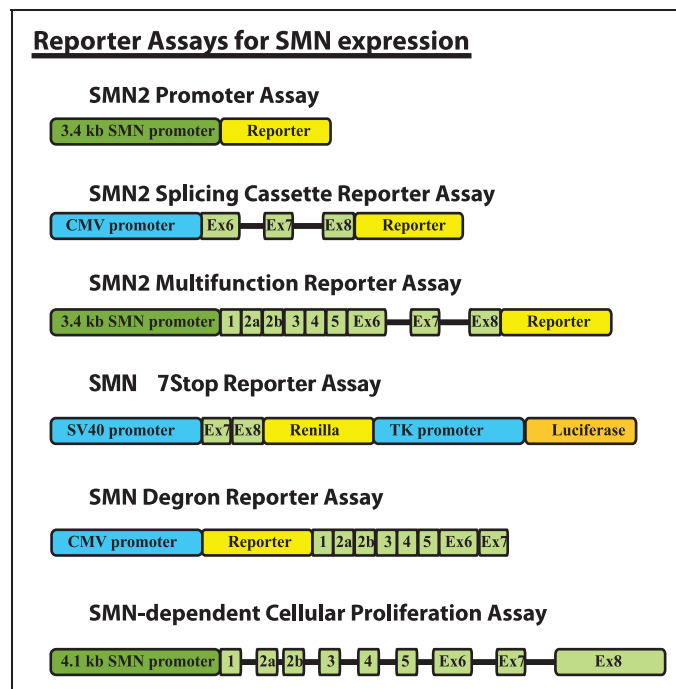 Reporter Assays for SMN expression
SMN2 Promoter Assay
3.4 kb SMN promoter Reporter
SMN2 Splicing Cassette Reporter Assay
CMV promoter Ex6 Ex7 Ex8 Reporter
SMN2 Multifunction Reporter Assay
3.4 kb SMN promoter 1 2a 2b 3 4 5 Ex6 Ex7 Ex8 Reporter
SMN 7Stop Reporter Assay
SV40 promoter Ex7 Ex8 Renilla TK promoter Luciferase
SMN Degron Reporter Assay
CMV promoter Reporter 1 2a 2b 3 4 5 Ex6 Ex7
SMN-dependent Cellular Proliferation Assay
4.1 kb SMN promoter 1 2a 2b 3 4 5 Ex6 Ex7 Ex8